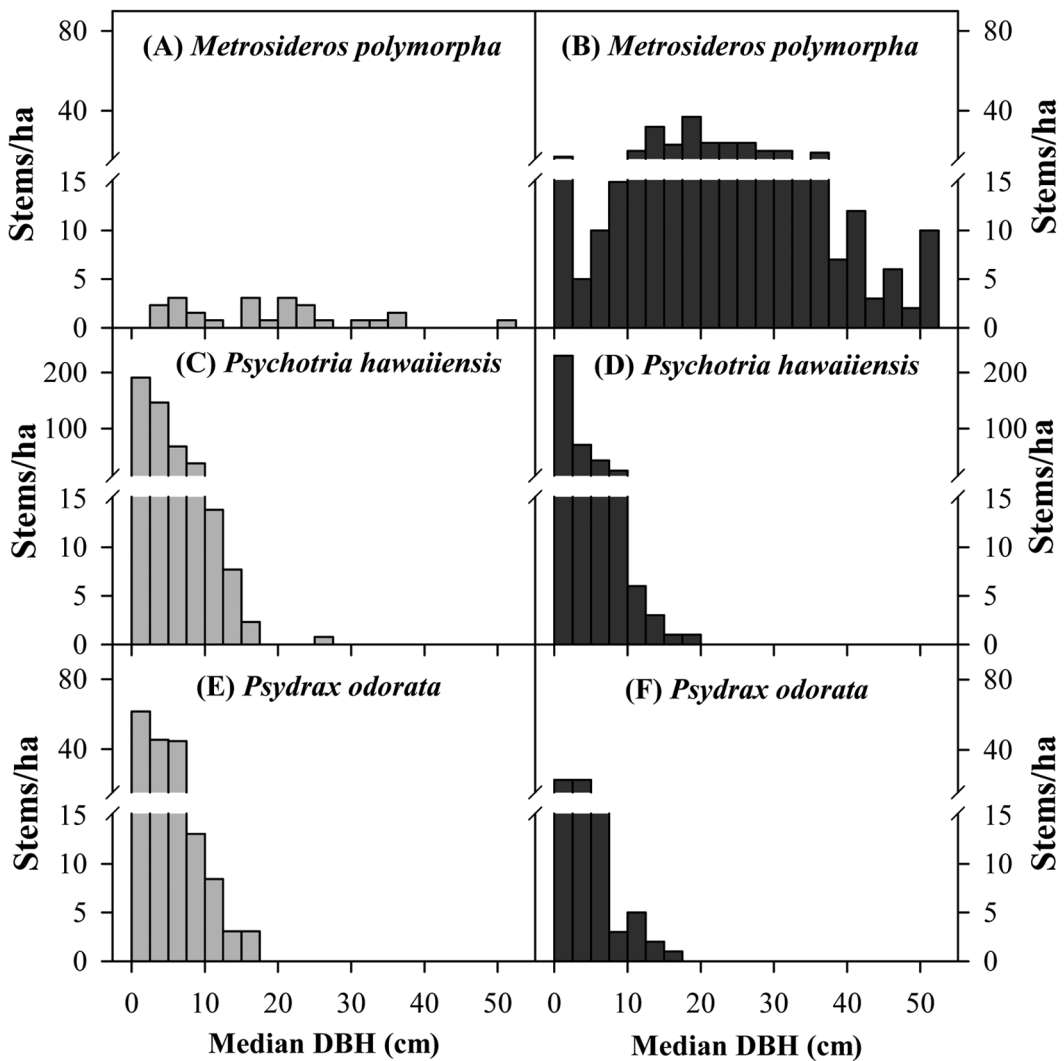 80
40
15
10
5
0
Stems/ha
(A) Metrosideros polymorpha
(B) Metrosideros polymorpha
80
40
15
10
5
0
Stems/ha
200
100
15
10
5
0
Stems/ha
(C) Psychotria hawaiiensis
(D) Psychotria hawaiiensis
200
100
15
10
5
0
Stems/ha
80
40
15
10
5
0
Stems/ha
(E) Psydrax odorata
(F) Psydrax odorata
80
40
15
10
5
0
Stems/ha
0 10 20 30 40 50
0 10 20 30 40 50
Median DBH (cm)
Median DBH (cm)